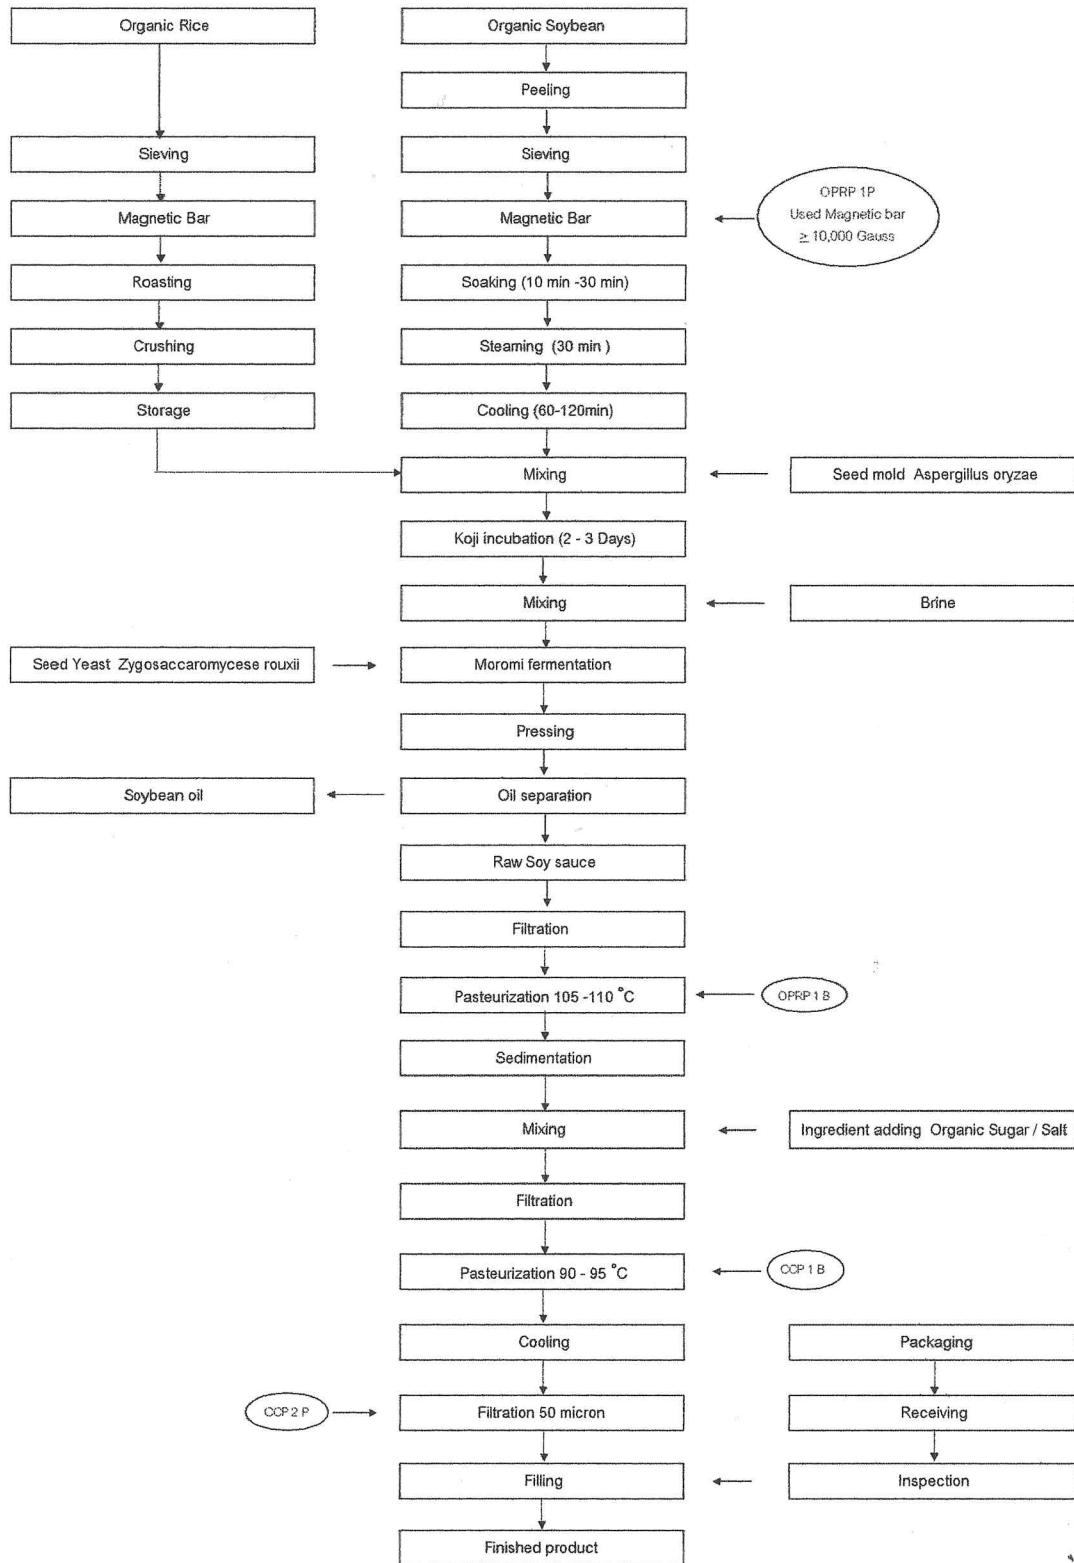 Organic Rice
Organic Soybean
Peeling
Sieving
Sieving
Magnetic Bar
Magnetic Bar
OPRP 1P
Used Magnetic bar
≥ 10,000 Gauss
Roasting
Soaking (10 min -30 min)
Crushing
Steaming (30 min )
Storage
Cooling (60-120min)
Mixing
Seed mold Aspergillus oryzae
Koji incubation (2 - 3 Days)
Mixing
Brine
Seed Yeast Zygosaccaromycese rouxii
Moromi fermentation
Pressing
Soybean oil
Oil separation
Raw Soy sauce
Filtration
Pasteurization 105 -110 °C
OPRP 1 B
Sedimentation
Mixing
Ingredient adding Organic Sugar / Salt
Filtration
Pasteurization 90 - 95 °C
CCP 1 B
Cooling
Packaging
CCP 2 P
Filtration 50 micron
Receiving
Filling
Inspection
Finished product